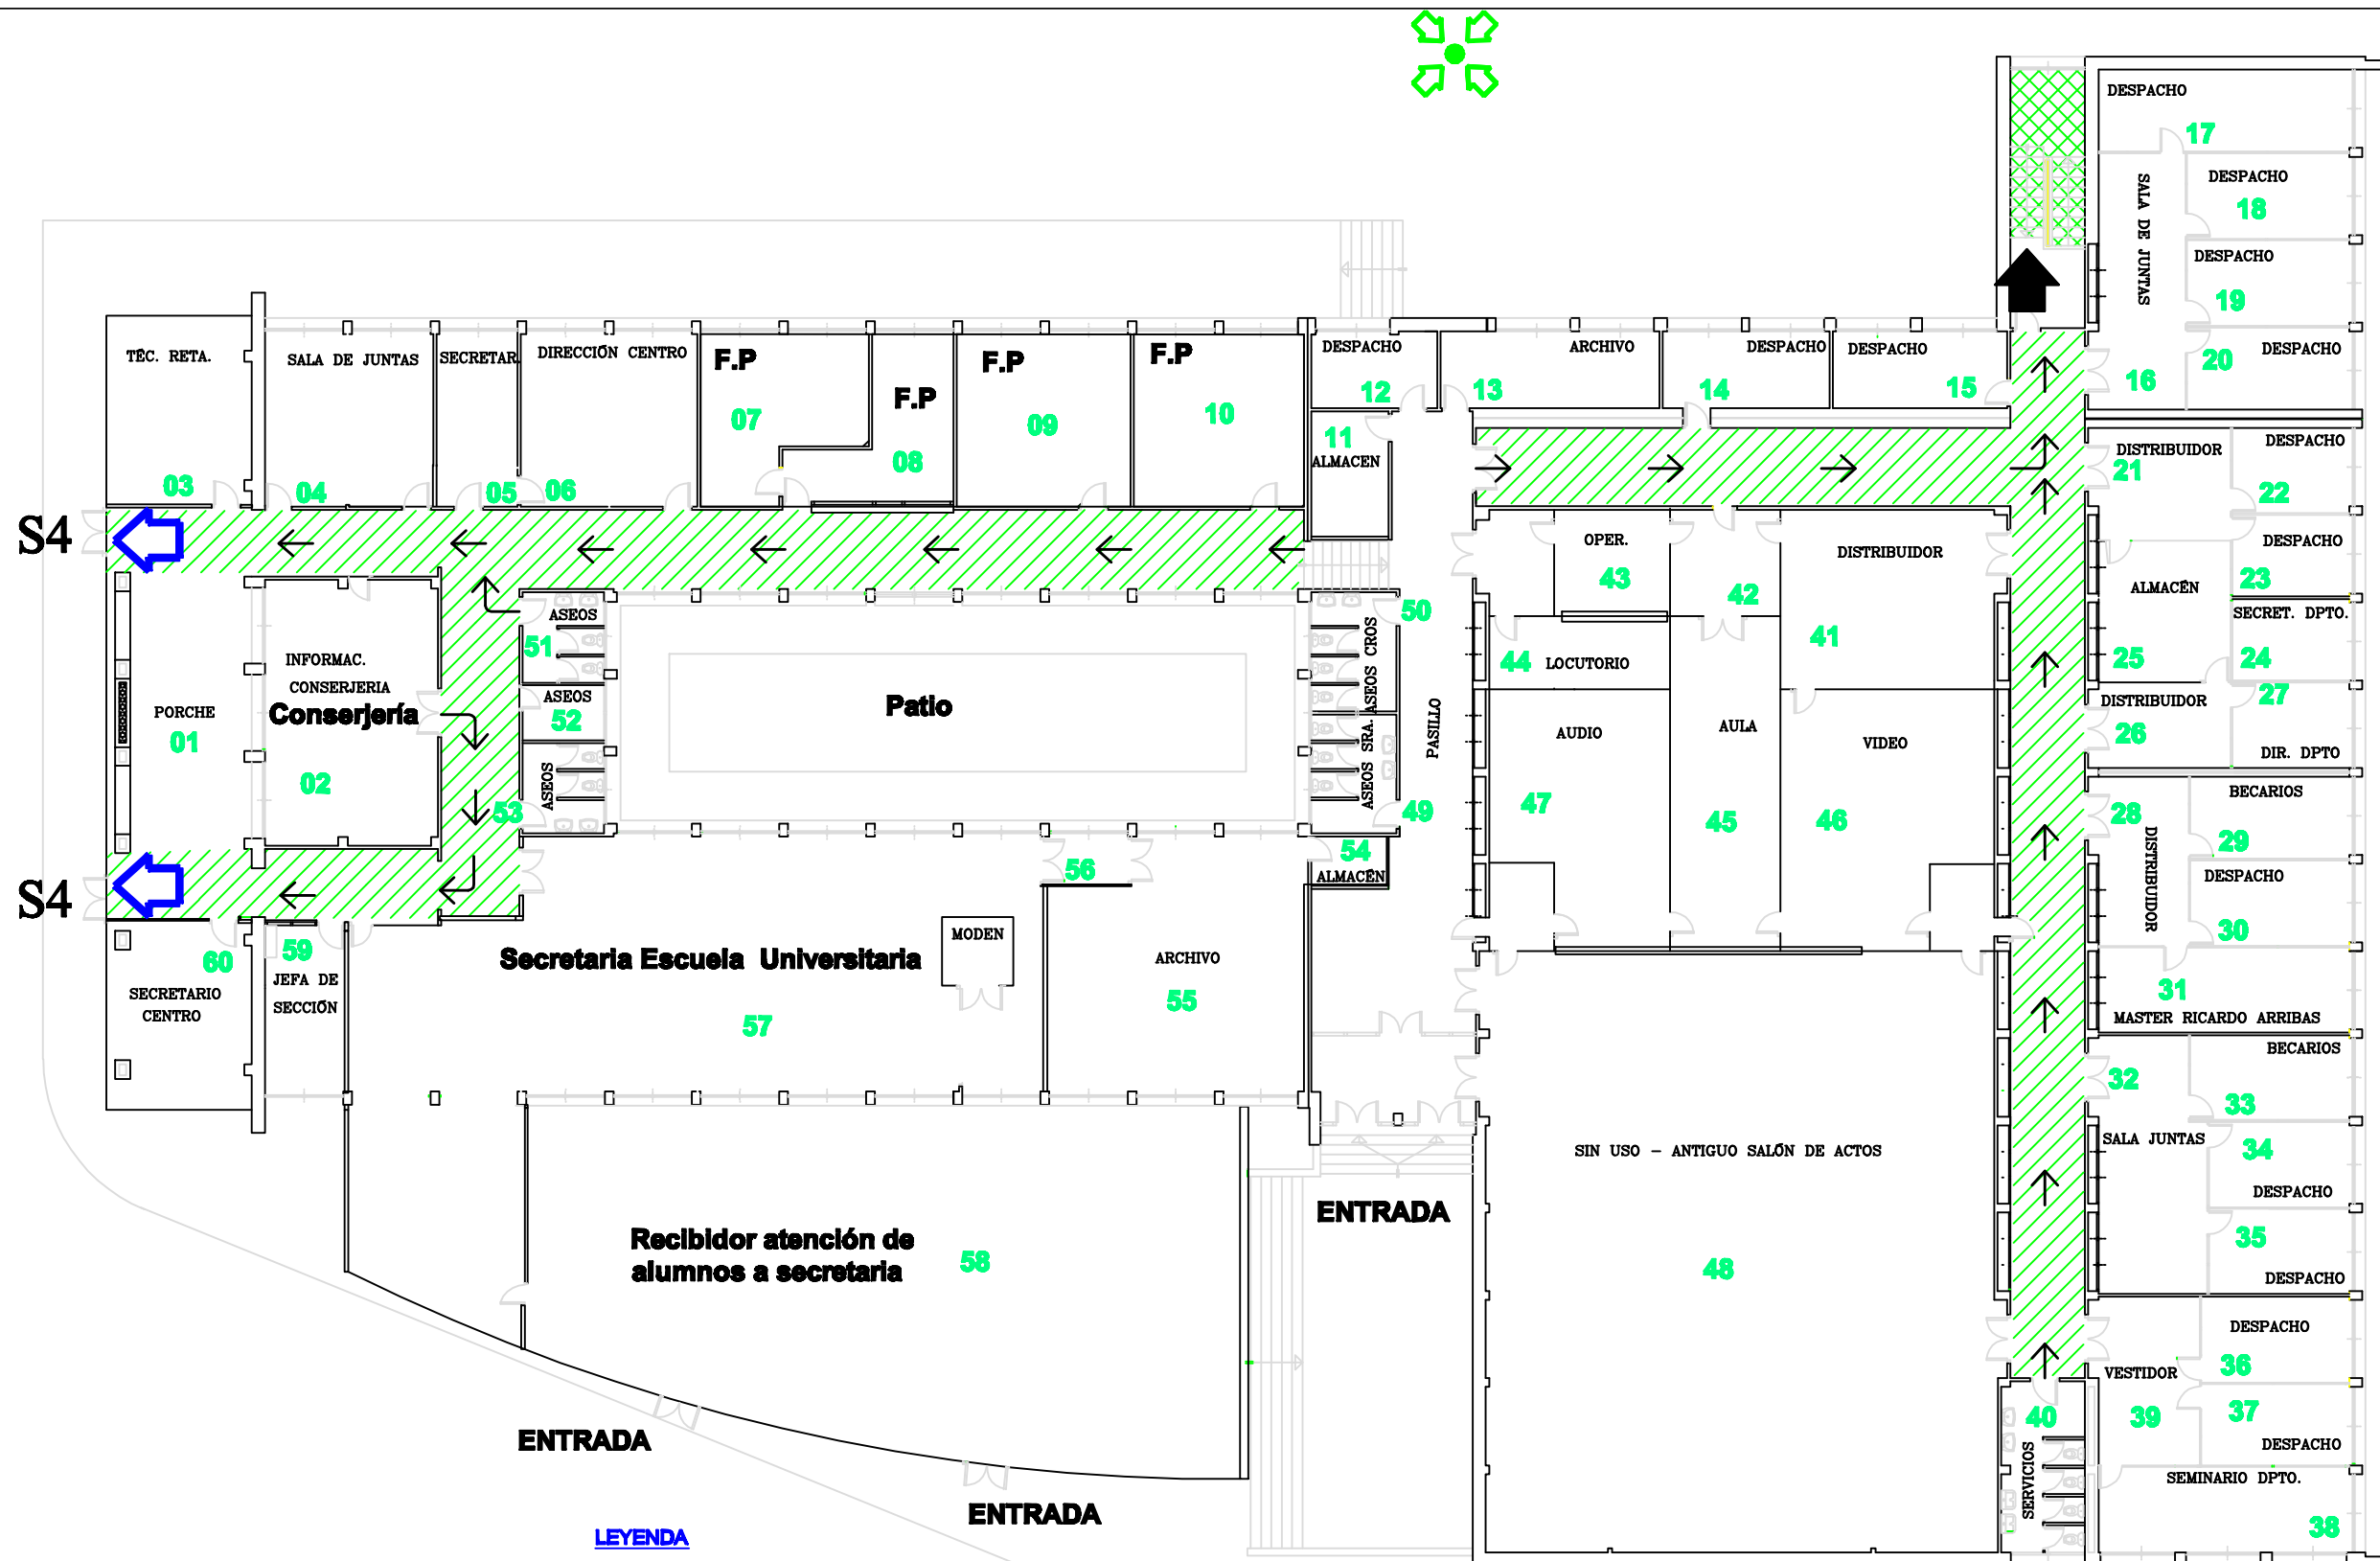 DESPACHO
17
DESPACHO
18
SALA DE JUNTAS
DESPACHO
19
DESPACHO
20
16
TÉC. RETA.
03
SALA DE JUNTAS
04
SECRETAR.
05
DIRECCIÓN CENTRO
06
F.P
07
F.P
08
F.P
09
F.P
10
DESPACHO
12
11
ALMACEN
ARCHIVO
13
DESPACHO
14
DESPACHO
15
DISTRIBUIDOR
21
DESPACHO
22
DESPACHO
23
ALMACÉN
25
SECRET. DPTO.
24
27
DISTRIBUIDOR
26
DIR. DPTO
S4
S4
PORCHE
01
INFORMAC.
CONSERJERIA
Conserjería
02
ASEOS
51
ASEOS
52
ASEOS
53
Patio
ASEOS CROS
50
ASEOS SRA.
49
PASILLO
OPER.
43
42
DISTRIBUIDOR
41
44
LOCUTORIO
AUDIO
47
AULA
45
VIDEO
46
28
BECARIOS
29
DISTRIBUIDOR
DESPACHO
30
31
MASTER RICARDO ARRIBAS
54
ALMACÉN
56
60
SECRETARIO
CENTRO
59
JEFA DE
SECCIÓN
Secretaria Escuela Universitaria
57
MODEN
ARCHIVO
55
BECARIOS
32
33
SALA JUNTAS
34
DESPACHO
35
DESPACHO
SIN USO - ANTIGUO SALÓN DE ACTOS
48
ENTRADA
Recibidor atención de
alumnos a secretaria
58
DESPACHO
36
VESTIDOR
39
37
DESPACHO
40
SERVICIOS
SEMINARIO DPTO.
38
ENTRADA
ENTRADA
LEYENDA